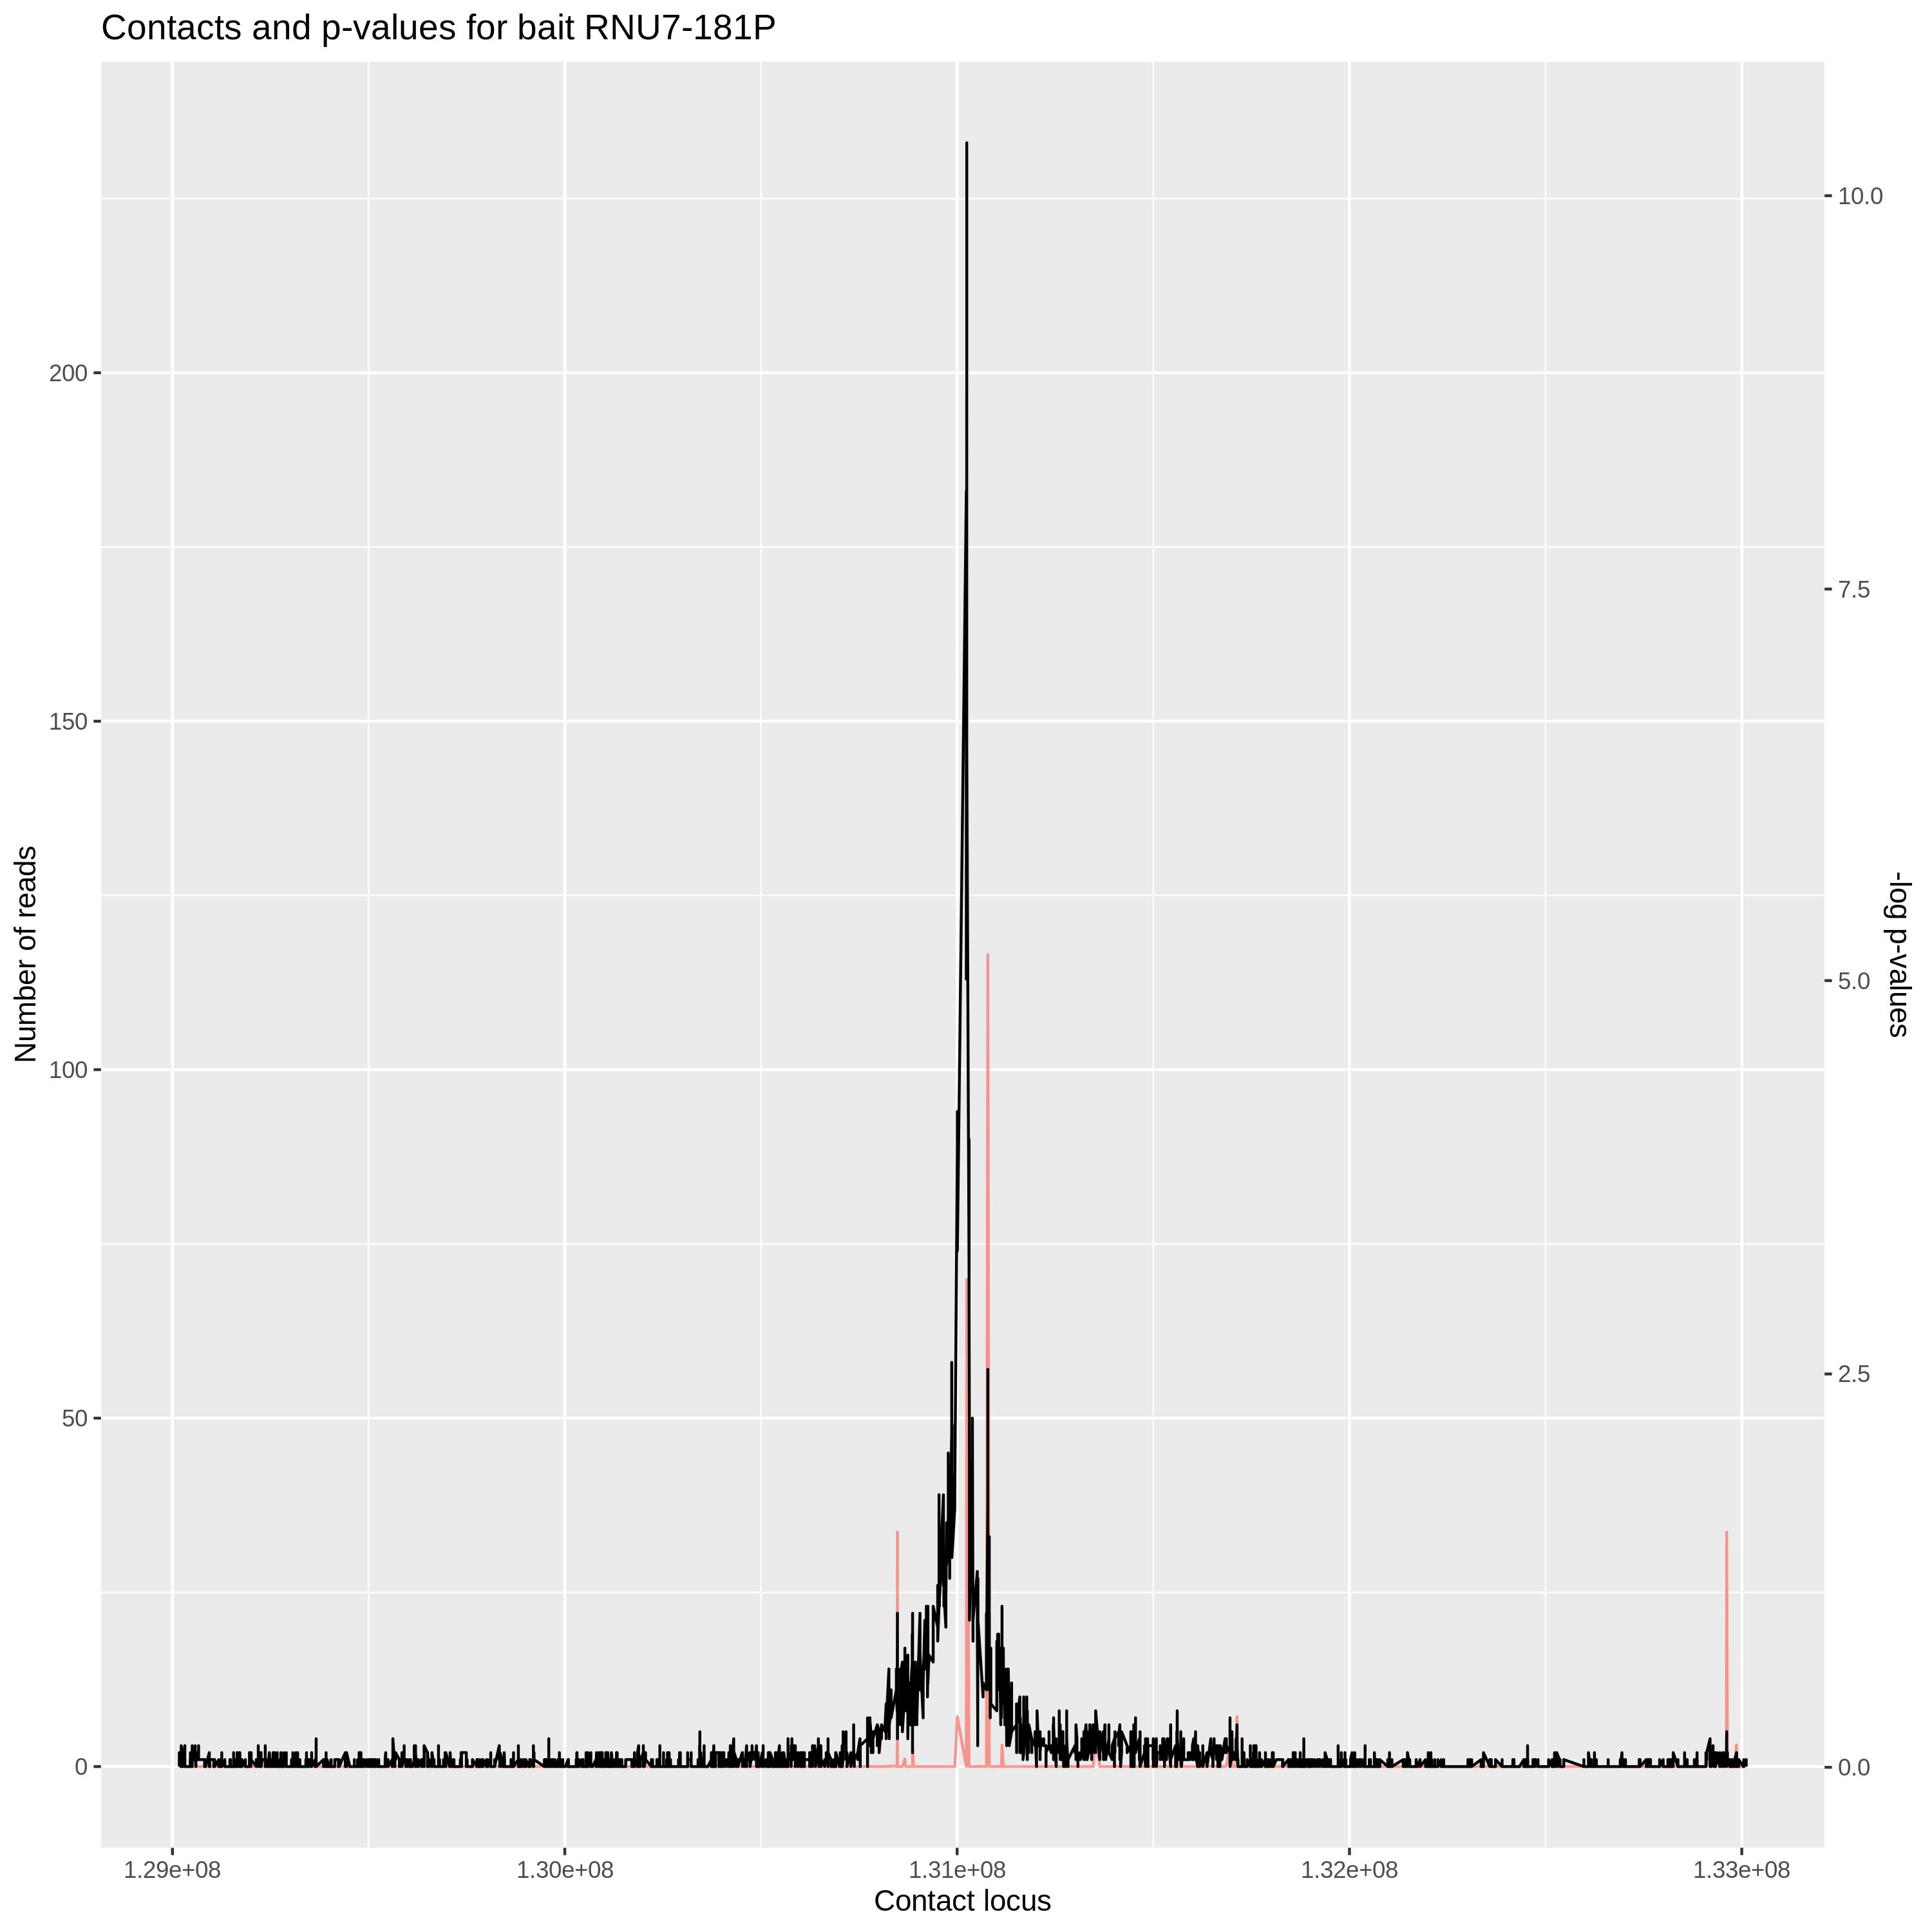 Contacts and p-values for bait RNU7-181P
Number of reads
200
150
100
50
0
10.0
7.5
5.0
2.5
0.0
-log p-values
1.29e+08
1.30e+08
1.31e+08
1.32e+08
1.33e+08
Contact locus